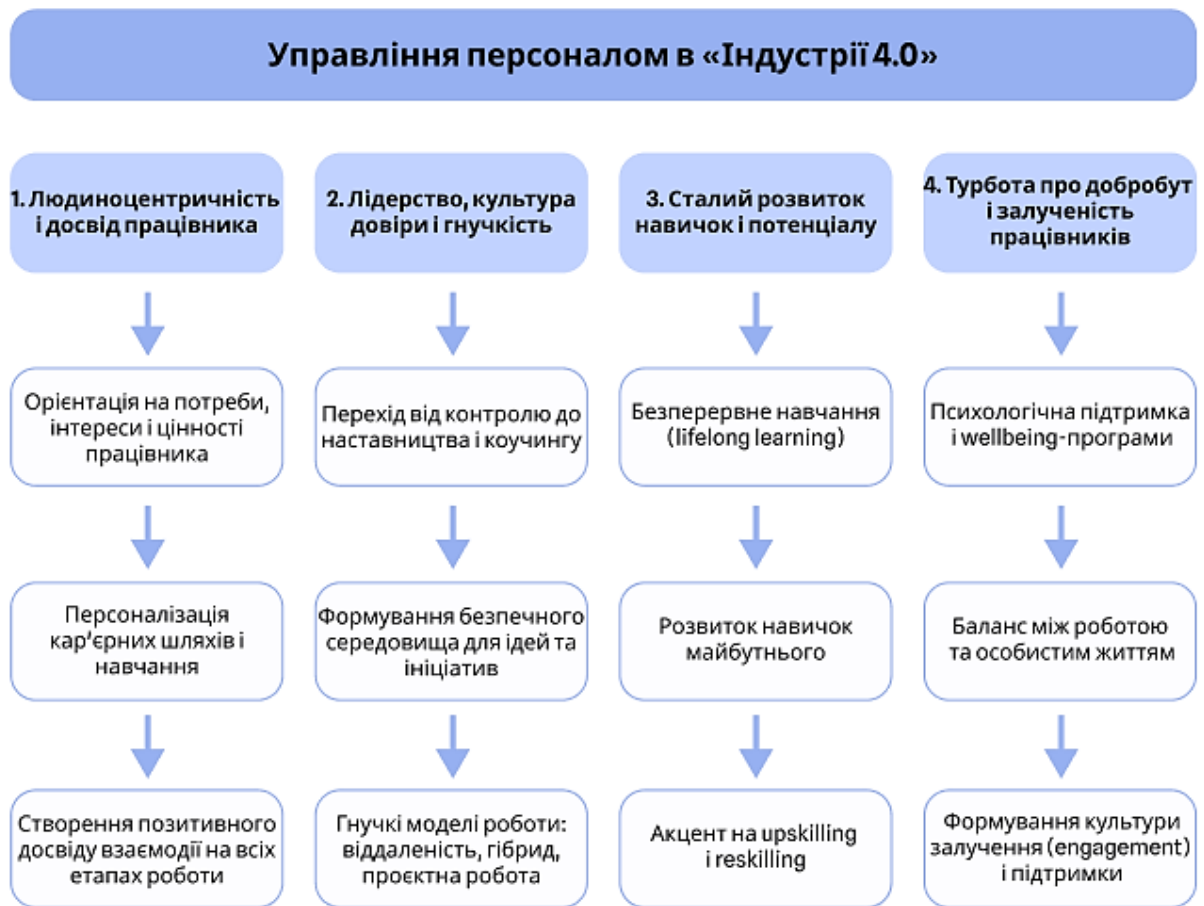 Управління персоналом в «Індустрії 4.0»
1. Людиноцентричність
і досвід працівника
2. Лідерство, культура
довіри і гнучкість
3. Сталий розвиток
навичок і потенціалу
4. Турбота про добробут
і залученість
працівників
Орієнтація на потреби,
інтереси і цінності
працівника
Перехід від контролю до
наставництва і коучингу
Безперервне навчання
(lifelong learning)
Психологічна підтримка
і wellbeing-програми
Персоналізація
кар’єрних шляхів і
навчання
Формування безпечного
середовища для ідей та
ініціатив
Розвиток навичок
майбутнього
Баланс між роботою
та особистим життям
Створення позитивного
досвіду взаємодії на всіх
етапах роботи
Гнучкі моделі роботи:
віддаленість, гібрид,
проєктна робота
Акцент на upskilling
і reskilling
Формування культури
залучення (engagement)
і підтримки